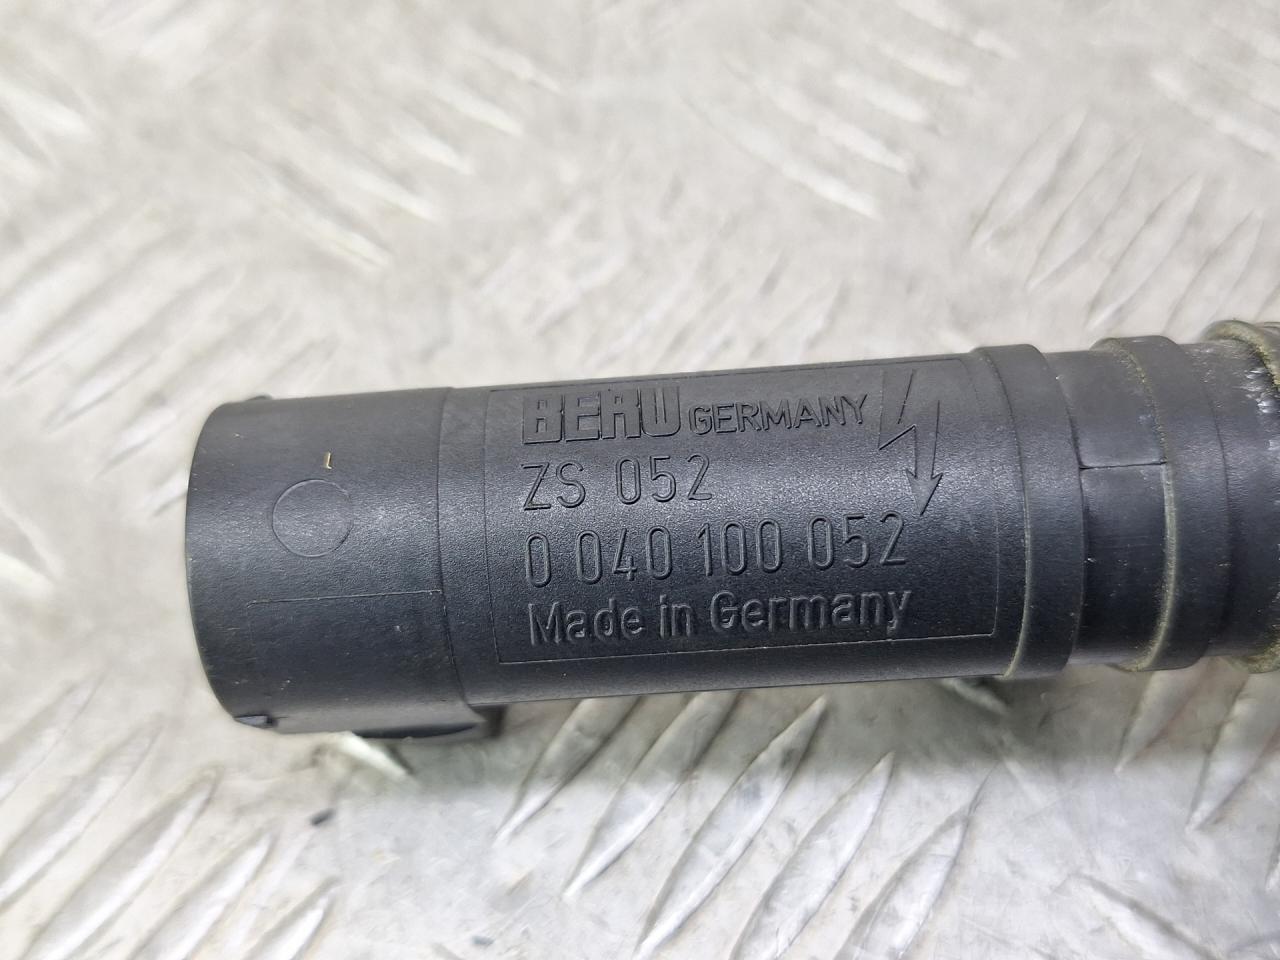 BERU GERMANY
ZS 052
0 040 100 052
Made in Germany